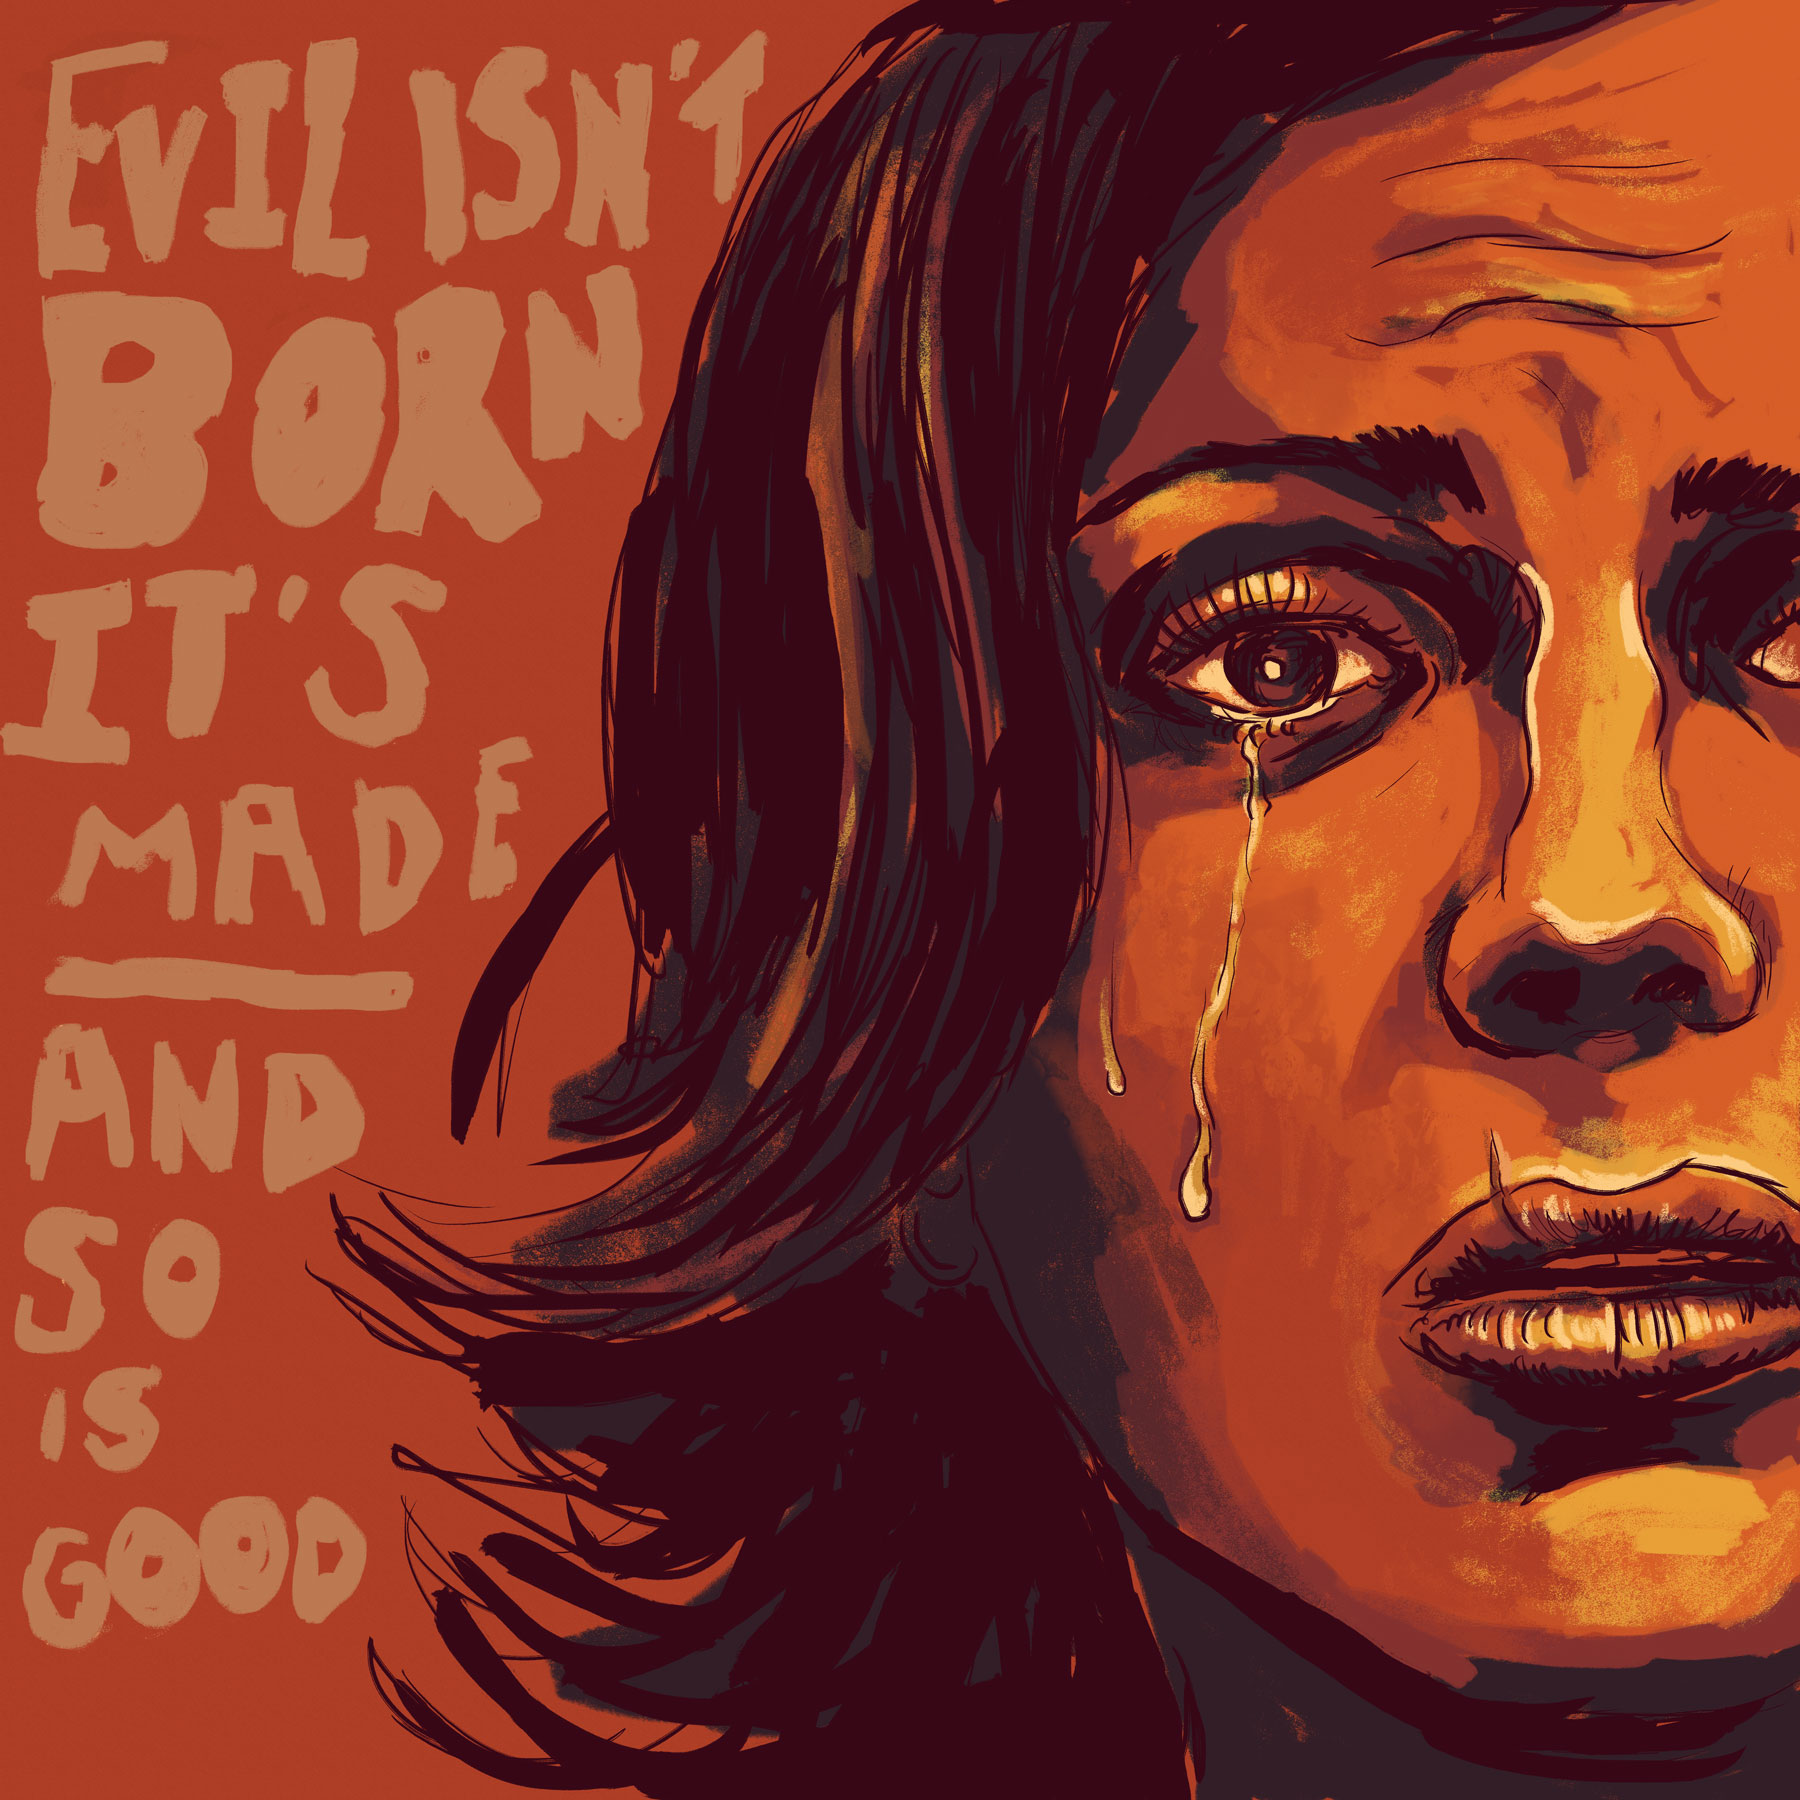 EVIL ISN'T
BORN
IT'S
MADE
AND
SO
IS
GOOD